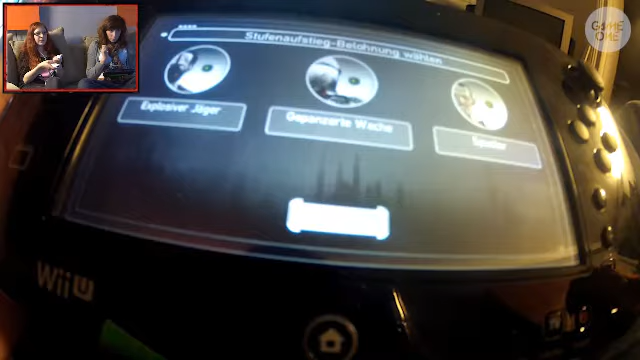 GAME ONE
Stufenaufstieg-Belohnung wählen
Explosiver Jäger
Gepanzerte Wache
Wii U